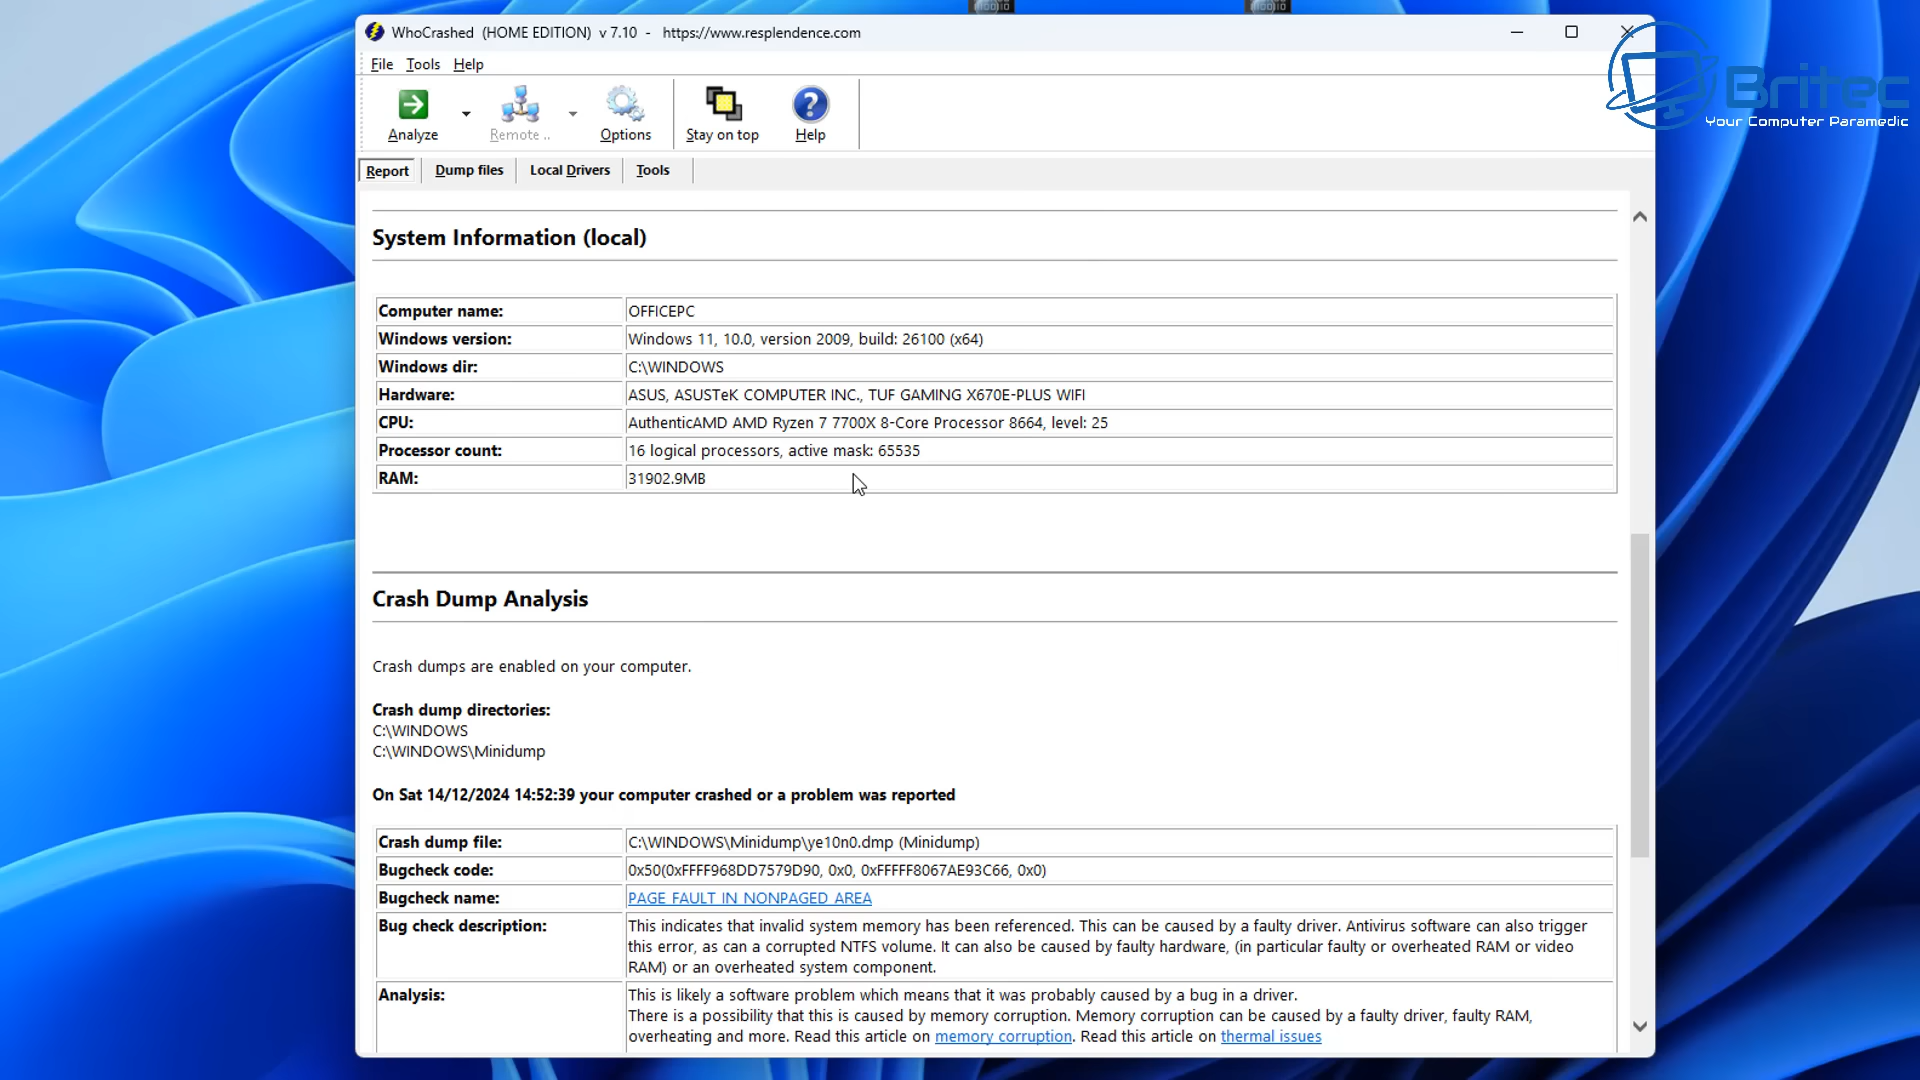 WhoCrashed (HOME EDITION) v 7.10 - https://www.resplendence.com
File Tools Help
Analyze Remote .. Options Stay on top Help
Britec
Your Computer Paramedic
Report Dump files Local Drivers Tools
System Information (local)
Computer name: OFFICEPC
Windows version: Windows 11, 10.0, version 2009, build: 26100 (x64)
Windows dir: C:\WINDOWS
Hardware: ASUS, ASUSTeK COMPUTER INC., TUF GAMING X670E-PLUS WIFI
CPU: AuthenticAMD AMD Ryzen 7 7700X 8-Core Processor 8664, level: 25
Processor count: 16 logical processors, active mask: 65535
RAM: 31902.9MB
Crash Dump Analysis
Crash dumps are enabled on your computer.
Crash dump directories:
C:\WINDOWS
C:\WINDOWS\Minidump
On Sat 14/12/2024 14:52:39 your computer crashed or a problem was reported
Crash dump file: C:\WINDOWS\Minidump\ye10n0.dmp (Minidump)
Bugcheck code: 0x50(0xFFFF968DD7579D90, 0x0, 0xFFFFF8067AE93C66, 0x0)
Bugcheck name: PAGE_FAULT_IN_NONPAGED_AREA
Bug check description: This indicates that invalid system memory has been referenced. This can be caused by a faulty driver. Antivirus software can also trigger
this error, as can a corrupted NTFS volume. It can also be caused by faulty hardware, (in particular faulty or overheated RAM or video
RAM) or an overheated system component.
Analysis: This is likely a software problem which means that it was probably caused by a bug in a driver.
There is a possibility that this is caused by memory corruption. Memory corruption can be caused by a faulty driver, faulty RAM,
overheating and more. Read this article on memory corruption. Read this article on thermal issues